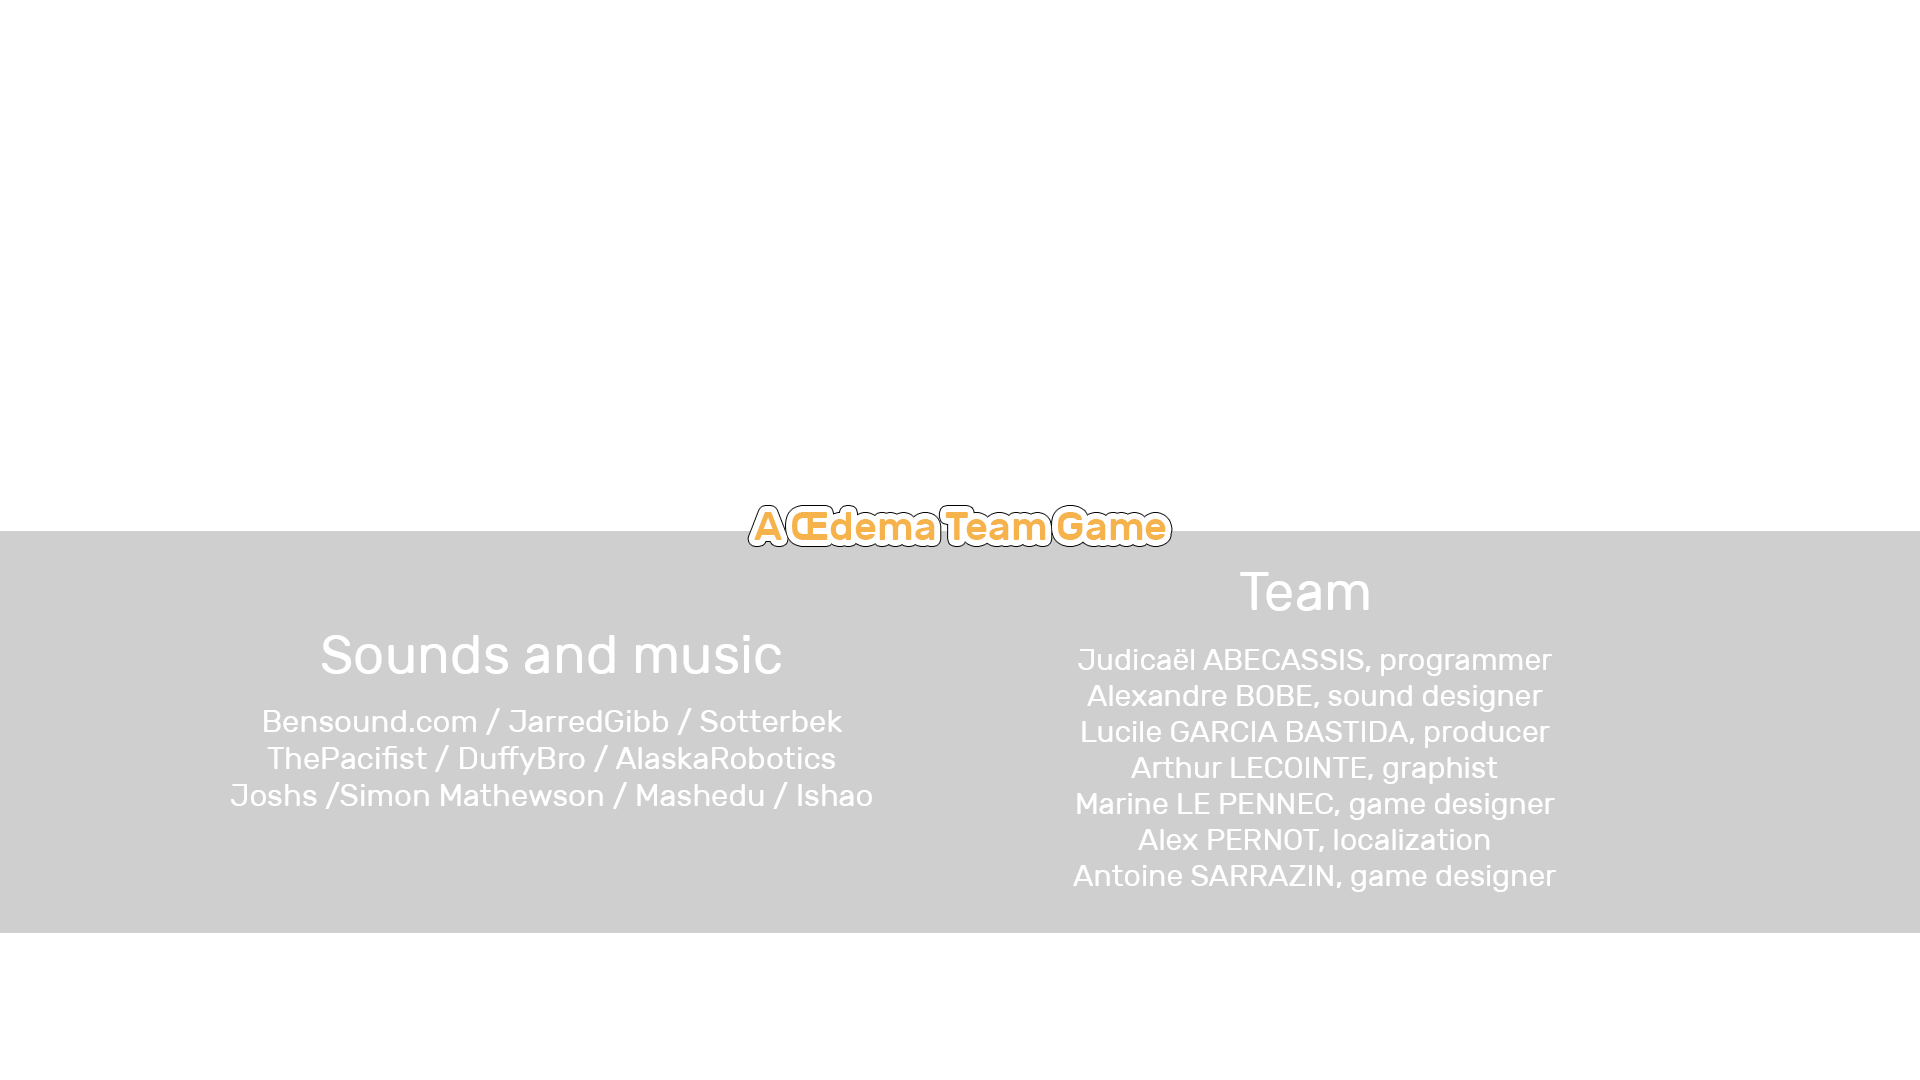 A Œdema Team Game
Sounds and music
Bensound.com / JarredGibb / Sotterbek
ThePacifist / DuffyBro / AlaskaRobotics
Joshs /Simon Mathewson / Mashedu / Ishao
Team
Judicaël ABECASSIS, programmer
Alexandre BOBE, sound designer
Lucile GARCIA BASTIDA, producer
Arthur LECOINTE, graphist
Marine LE PENNEC, game designer
Alex PERNOT, localization
Antoine SARRAZIN, game designer